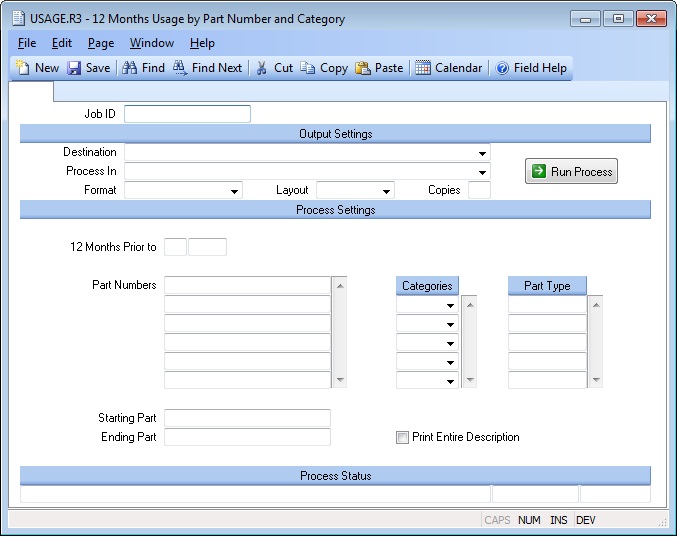 USAGE.R3 - 12 Months Usage by Part Number and Category
File Edit Page Window Help
New Save Find Find Next Cut Copy Paste Calendar Field Help
Job ID
Output Settings
Destination
Process In
Run Process
Format Layout Copies
Process Settings
12 Months Prior to
Part Numbers Categories Part Type
Starting Part
Ending Part Print Entire Description
Process Status
CAPS NUM INS DEV